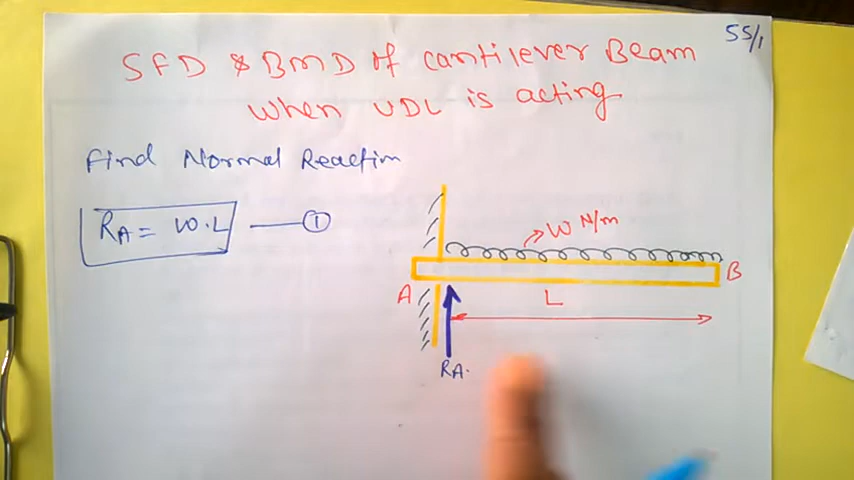 55/1
SFD & BMD of cantilever Beam
when UDL is acting
Find Normal Reaction
RA = W.L — ①
W N/m
A
B
L
RA.